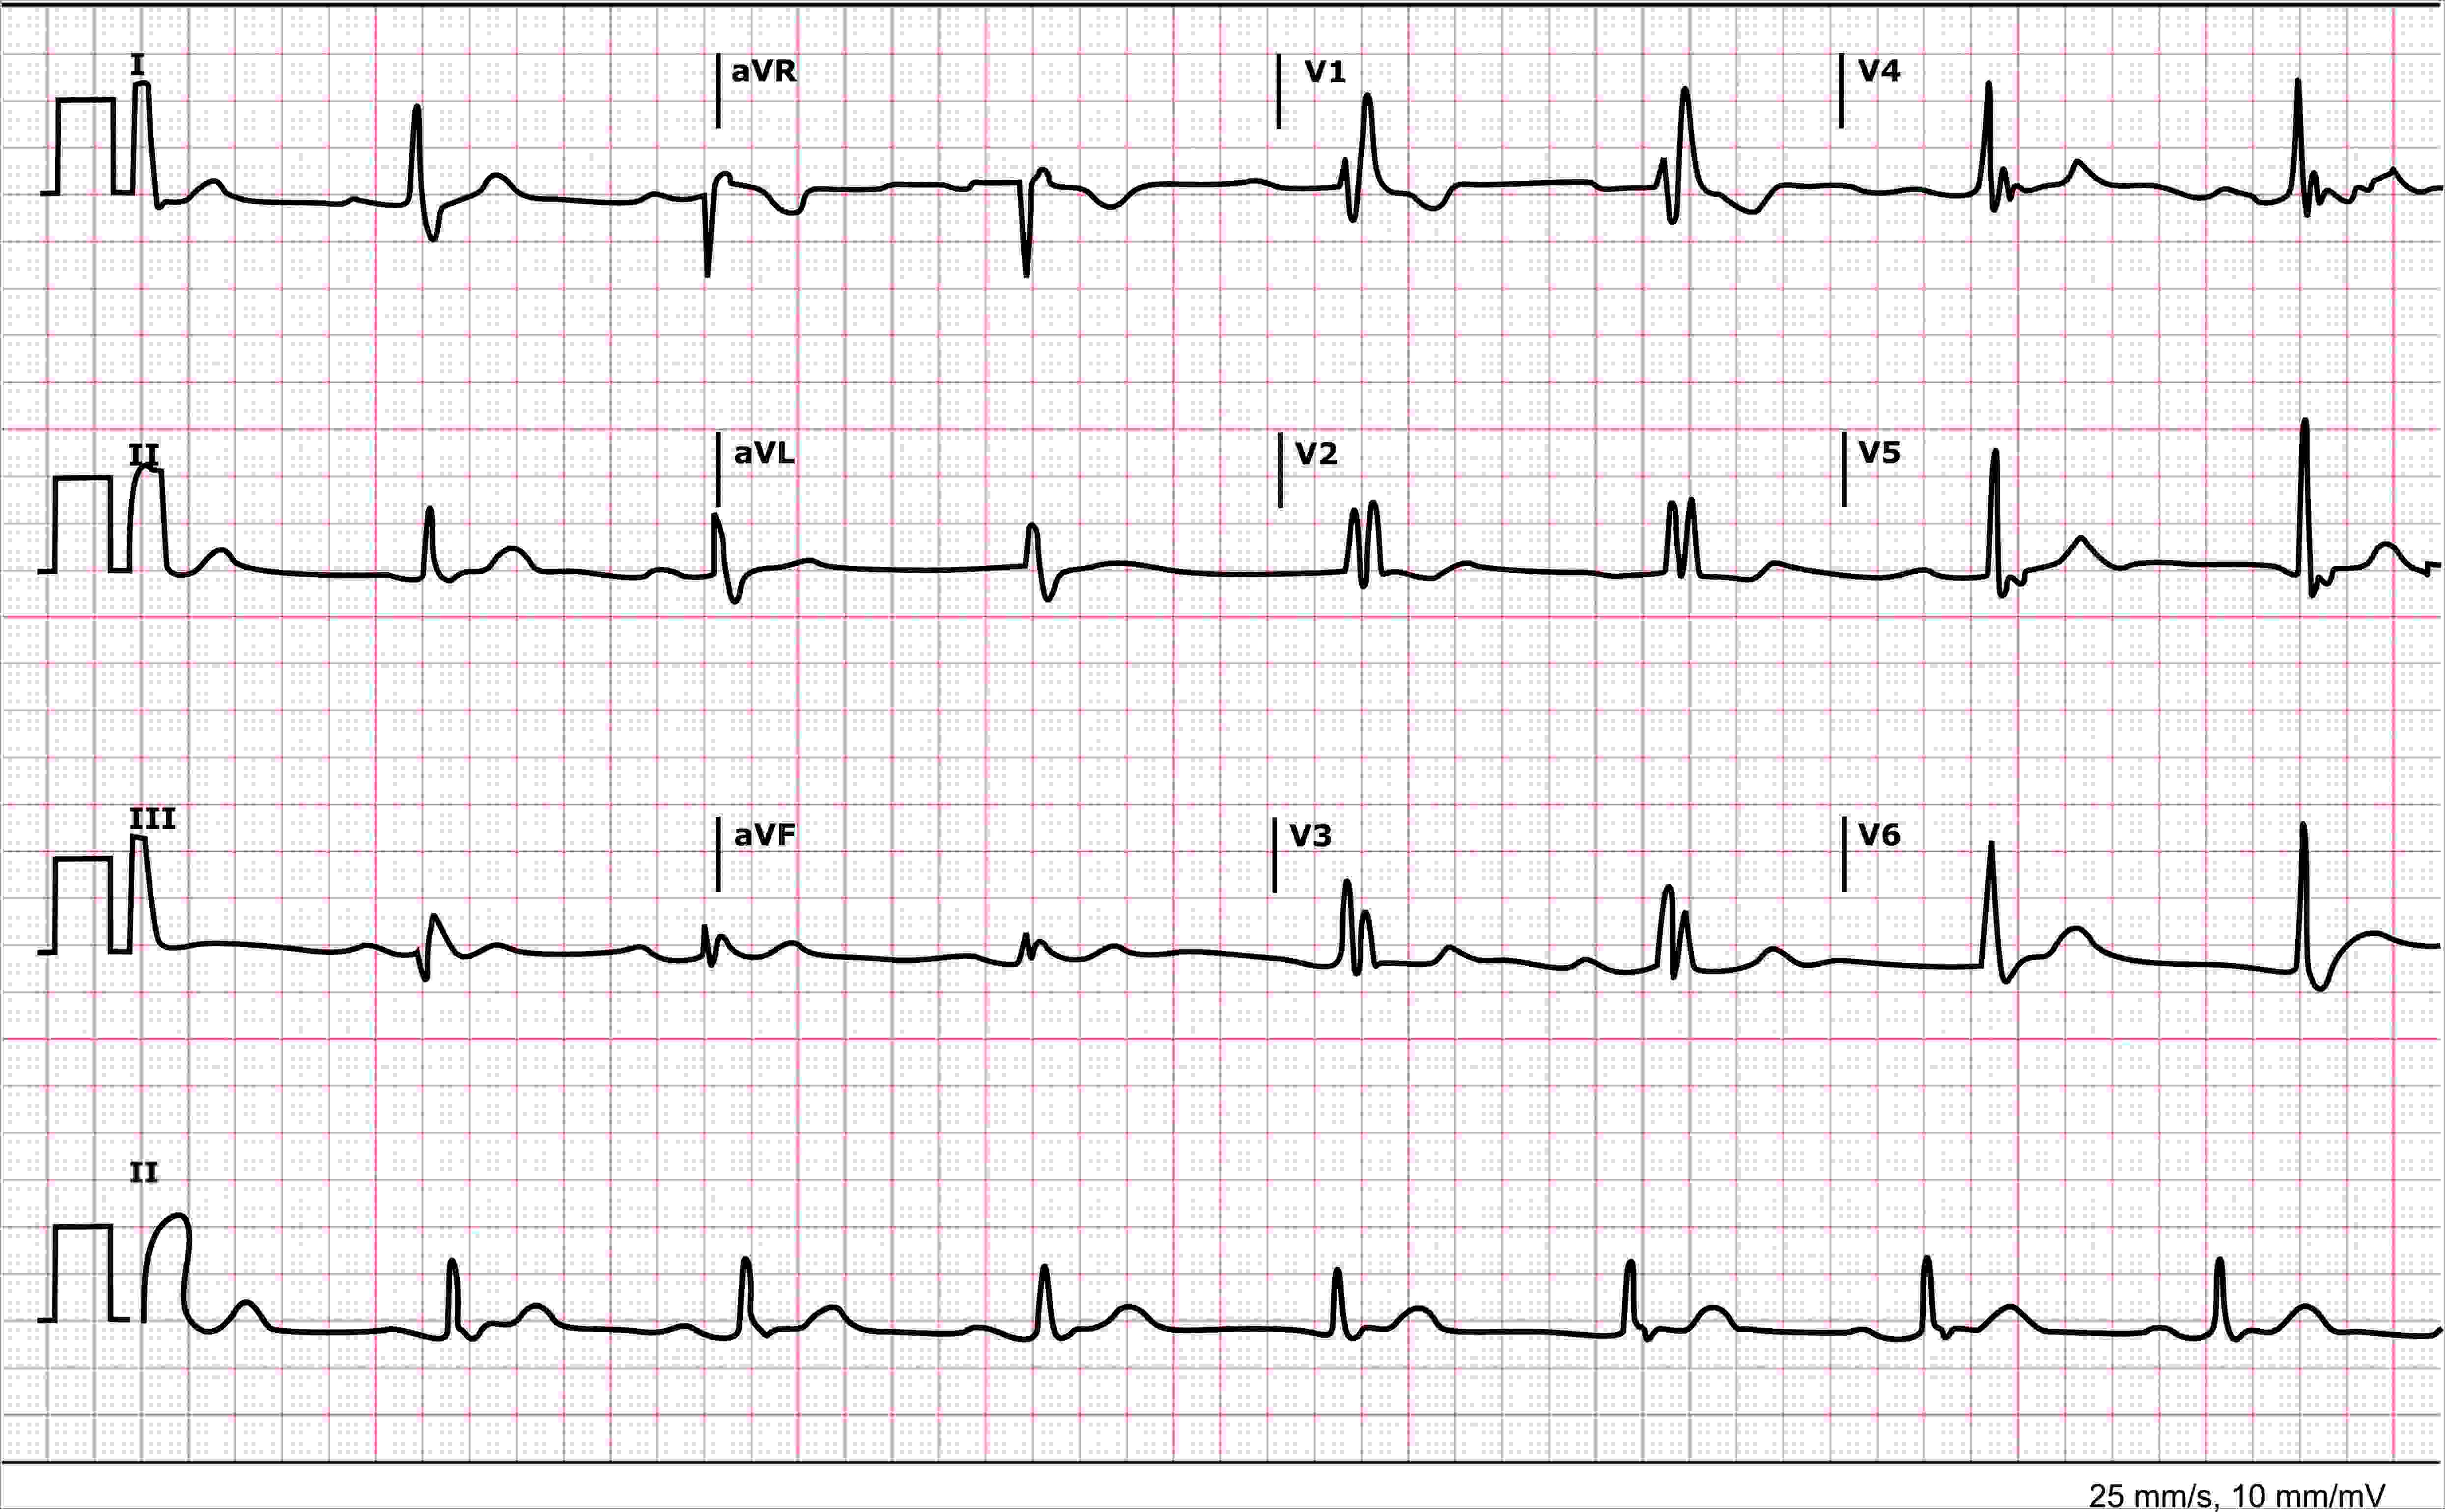 I aVR V1 V4
II aVL V2 V5
III aVF V3 V6
II
25 mm/s, 10 mm/mV